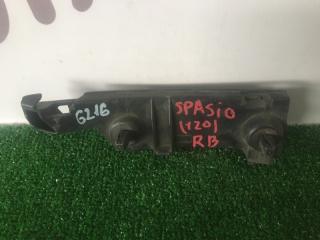 G216
SPASiO
(120)
RB